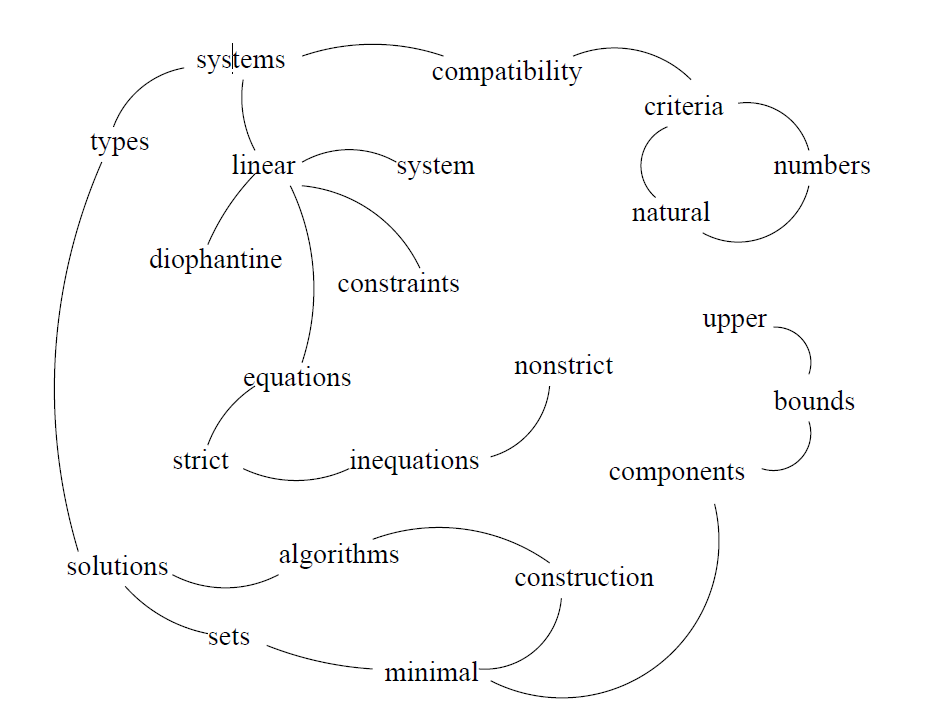 systems
compatibility
criteria
types
linear
system
numbers
natural
diophantine
constraints
upper
nonstrict
equations
bounds
strict
inequations
components
algorithms
solutions
construction
sets
minimal